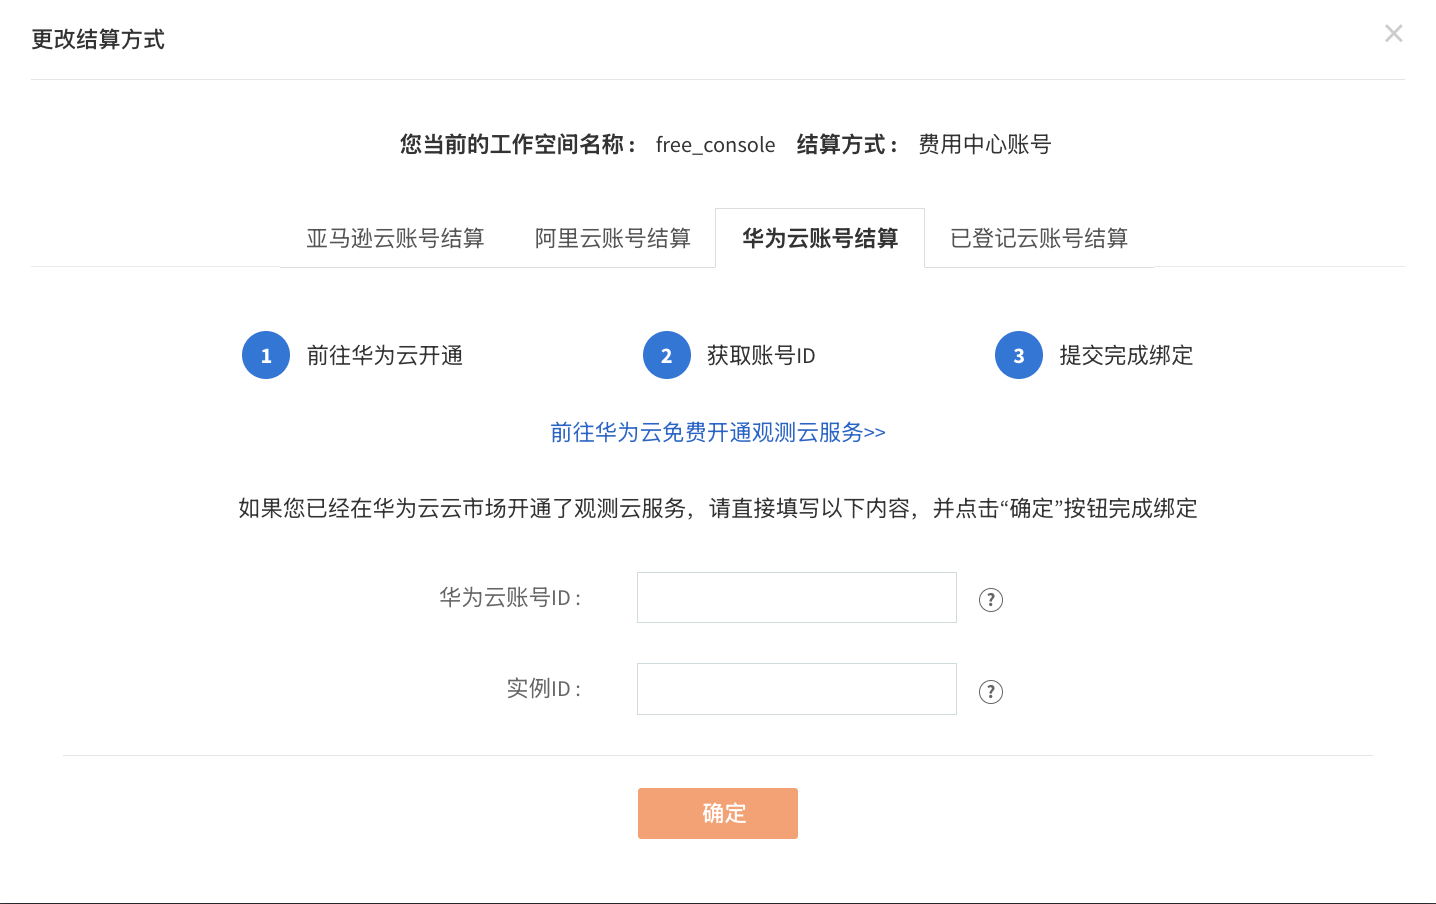 更改结算方式
您当前的工作空间名称： free_console 结算方式： 费用中心账号
亚马逊云账号结算 阿里云账号结算 华为云账号结算 已登记云账号结算
1 前往华为云开通 2 获取账号ID 3 提交完成绑定
前往华为云免费开通观测云服务>>
如果您已经在华为云云市场开通了观测云服务，请直接填写以下内容，并点击“确定”按钮完成绑定
华为云账号ID： ?
实例ID： ?
确定